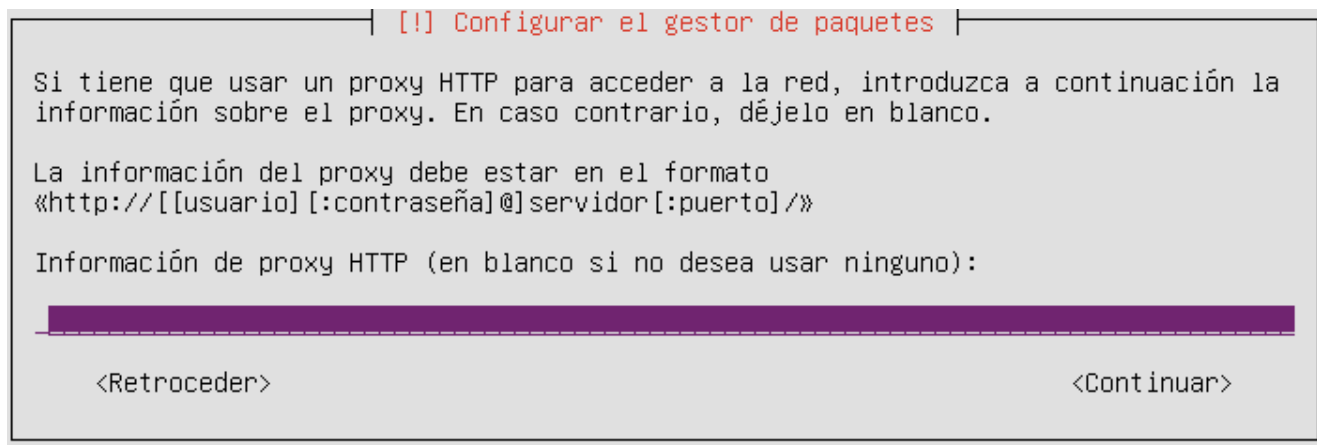 [!] Configurar el gestor de paquetes
Si tiene que usar un proxy HTTP para acceder a la red, introduzca a continuación la
información sobre el proxy. En caso contrario, déjelo en blanco.
La información del proxy debe estar en el formato
«http://[[usuario][:contraseña]@]servidor[:puerto]/»
Información de proxy HTTP (en blanco si no desea usar ninguno):
<Retroceder> <Continuar>